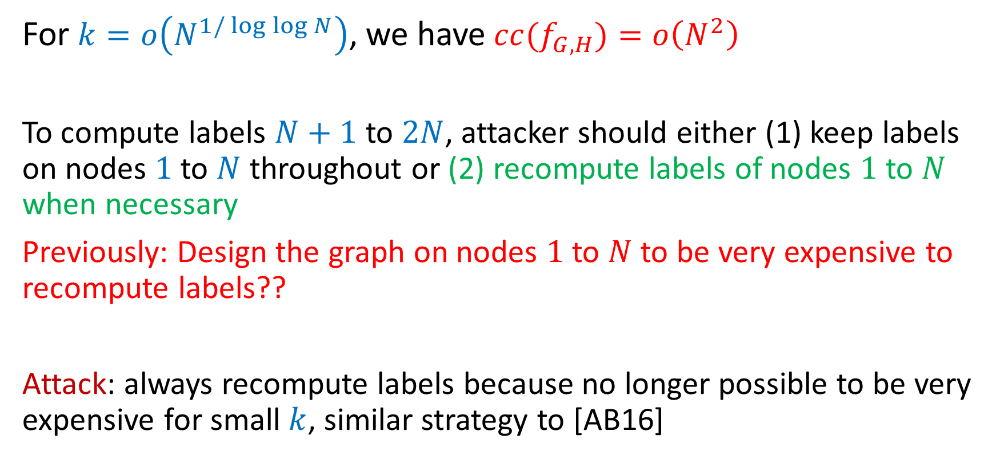 For k = o(N^{1/ log log N}), we have cc(f_{G,H}) = o(N^2)
To compute labels N + 1 to 2N, attacker should either (1) keep labels
on nodes 1 to N throughout or (2) recompute labels of nodes 1 to N
when necessary
Previously: Design the graph on nodes 1 to N to be very expensive to
recompute labels??
Attack: always recompute labels because no longer possible to be very
expensive for small k, similar strategy to [AB16]